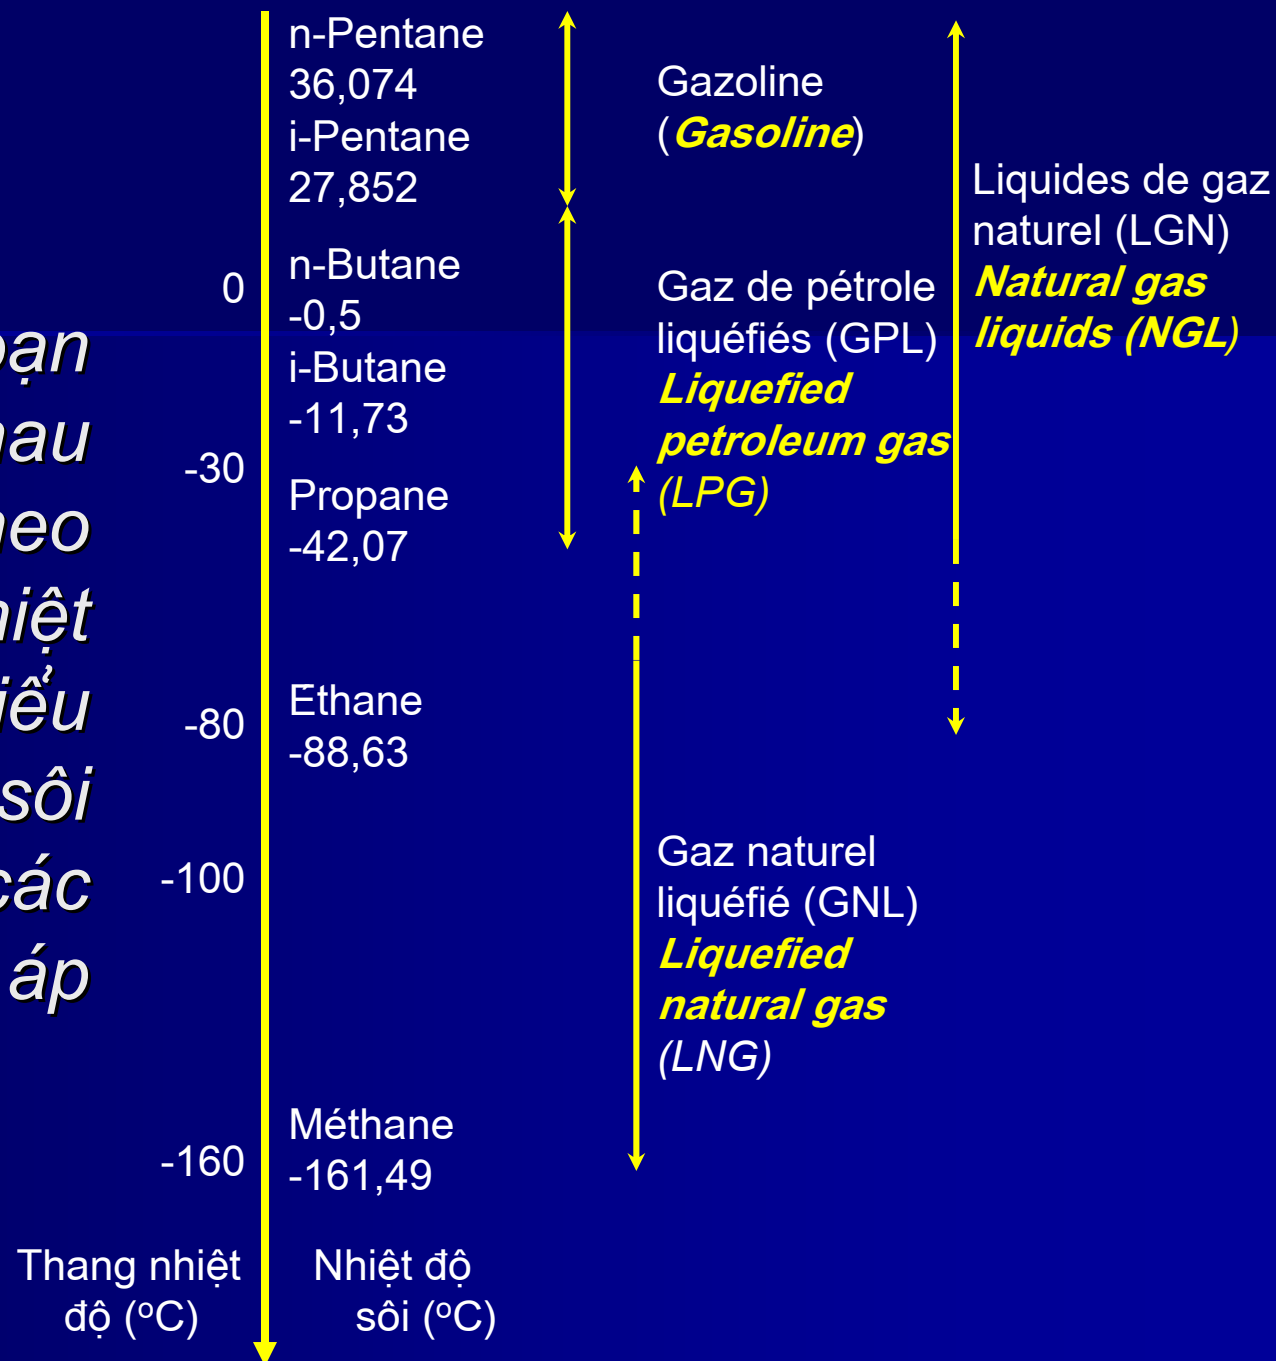 n-Pentane
36,074
i-Pentane
27,852
n-Butane
-0,5
i-Butane
-11,73
Propane
-42,07
Ethane
-88,63
Méthane
-161,49
0
-30
-80
-100
-160
Thang nhiệt
độ (ºC)
Nhiệt độ
sôi (ºC)
Gazoline
(Gasoline)
Gaz de pétrole
liquéfiés (GPL)
Liquefied
petroleum gas
(LPG)
Gaz naturel
liquéfié (GNL)
Liquefied
natural gas
(LNG)
Liquides de gaz
naturel (LGN)
Natural gas
liquids (NGL)
sôi
các
áp